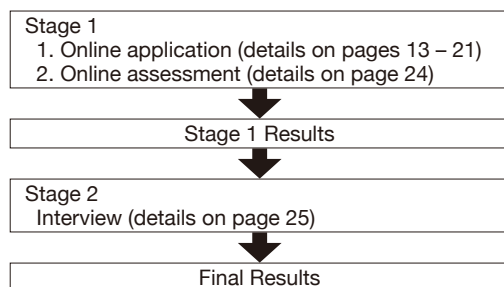 Stage 1
1. Online application (details on pages 13 – 21)
2. Online assessment (details on page 24)
Stage 1 Results
Stage 2
Interview (details on page 25)
Final Results